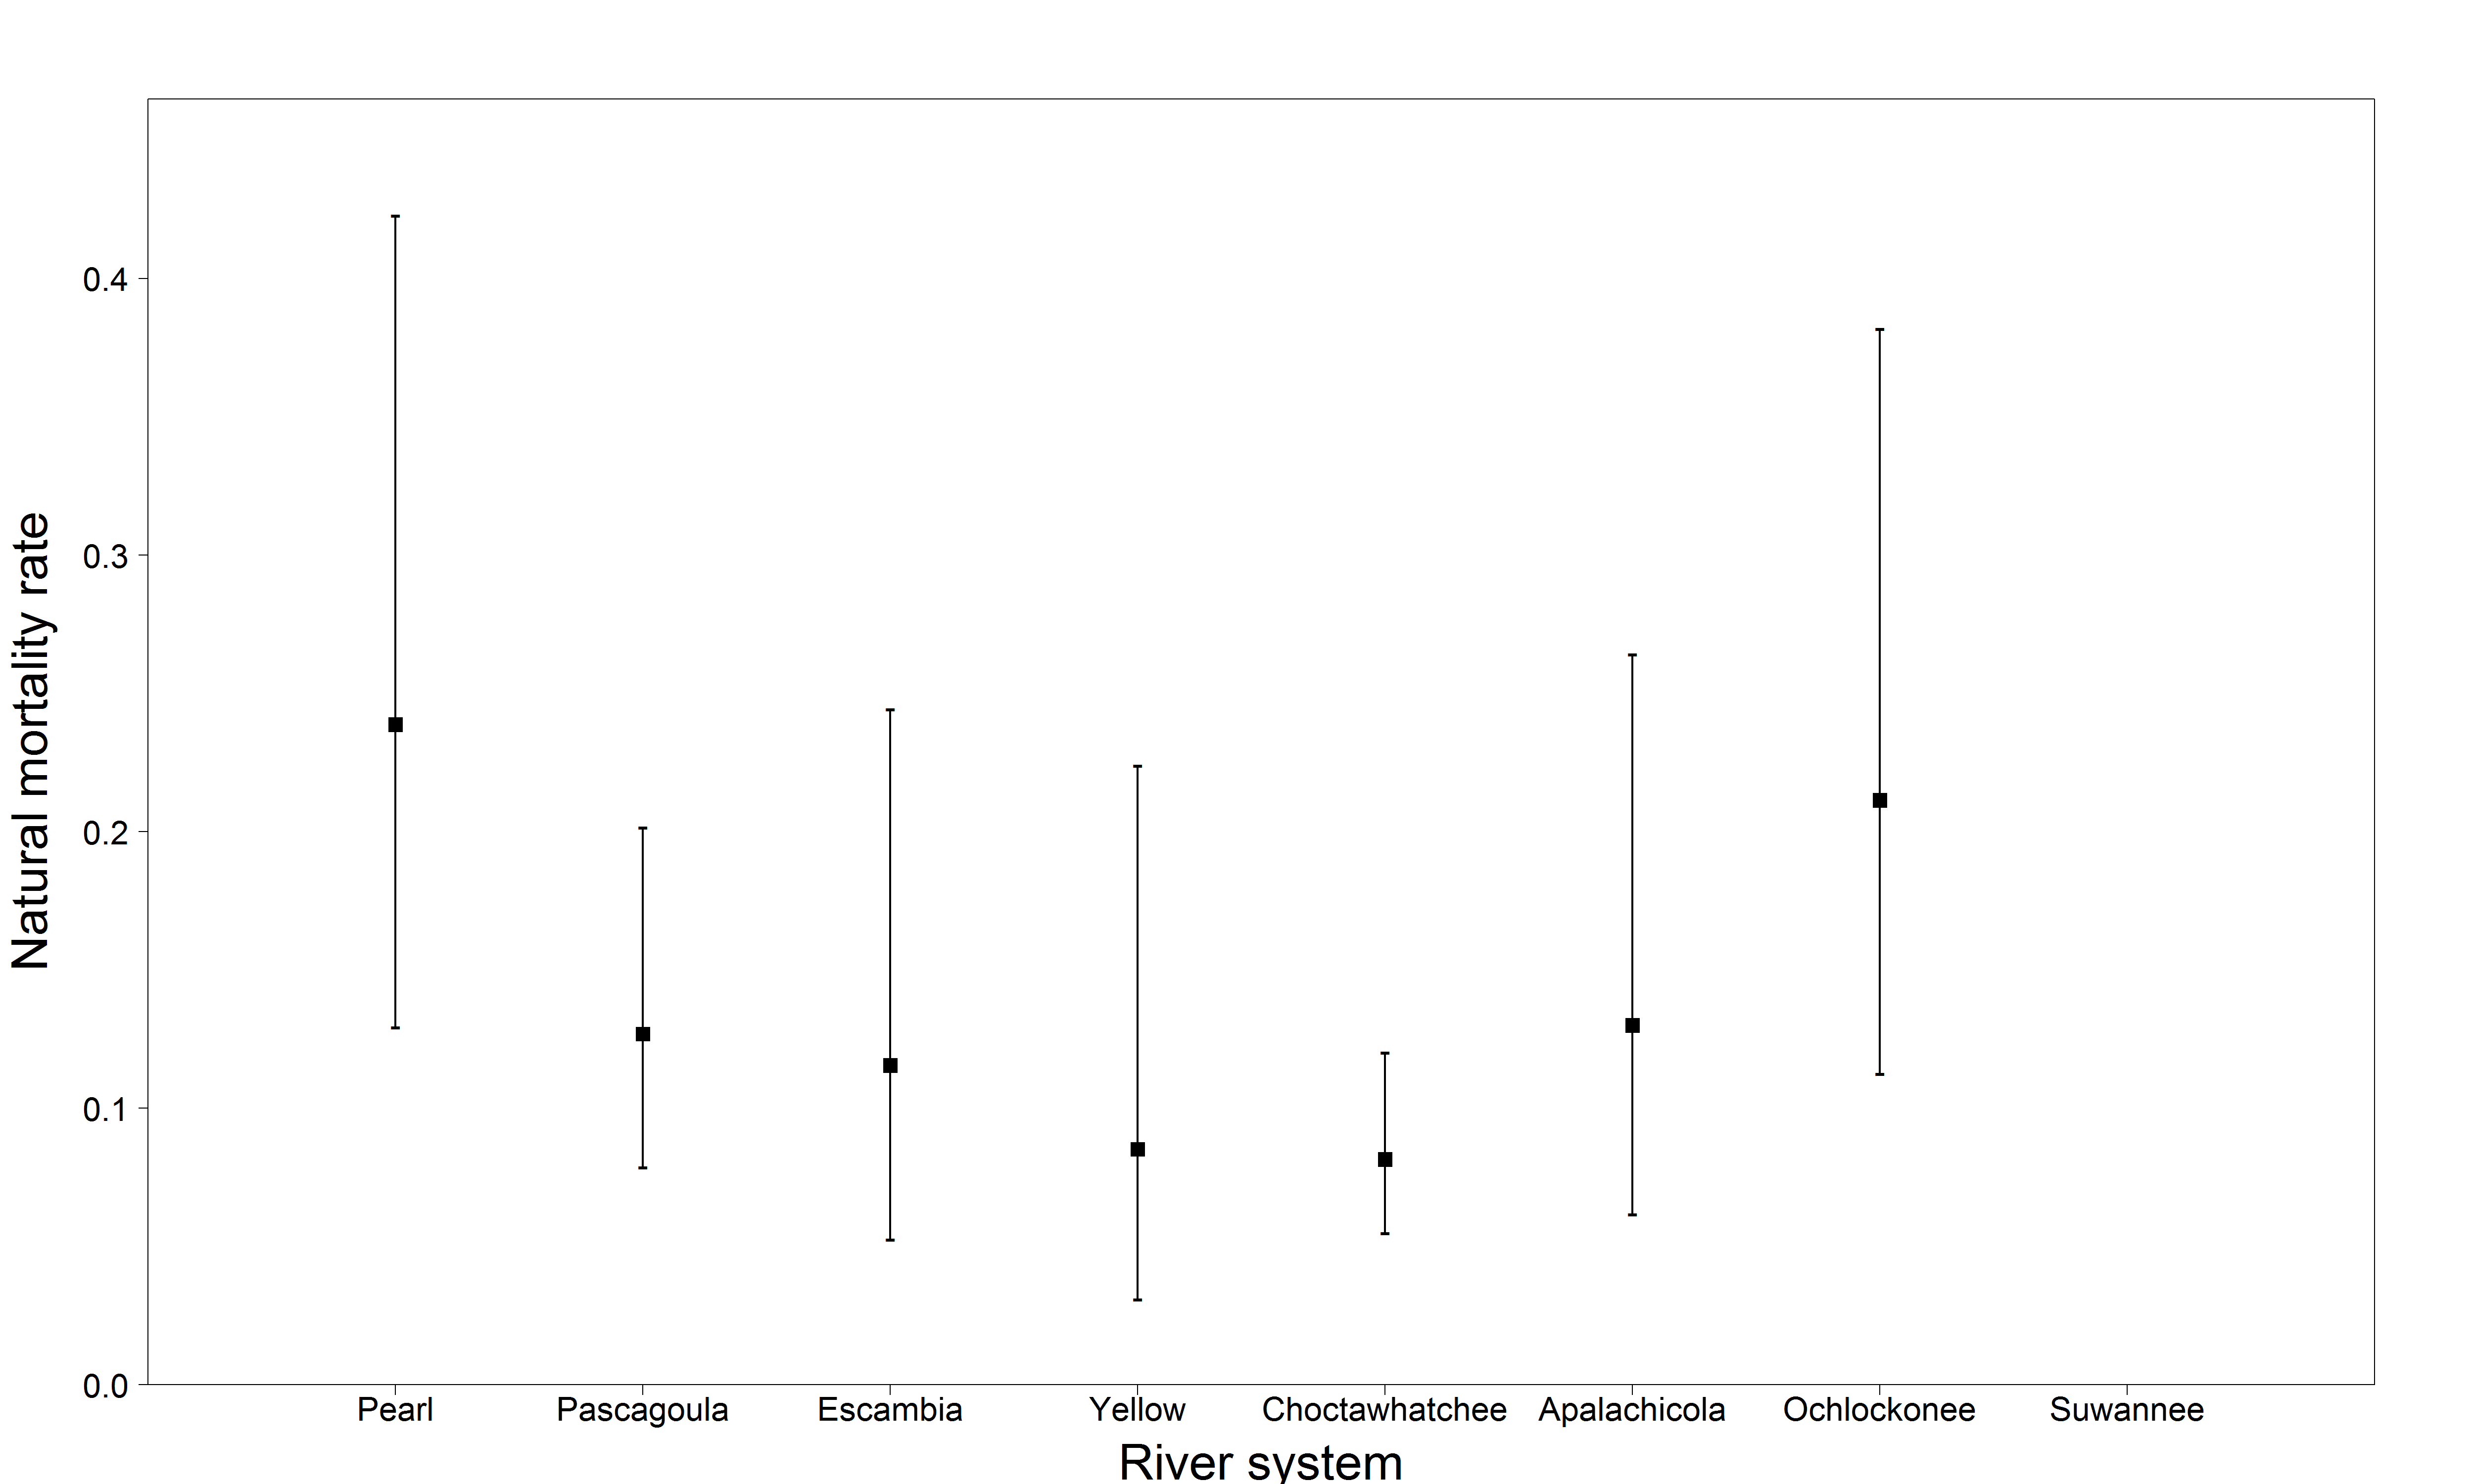 Natural mortality rate
0.4
0.3
0.2
0.1
0.0
Pearl Pascagoula Escambia Yellow Choctawhatchee Apalachicola Ochlockonee Suwannee
River system